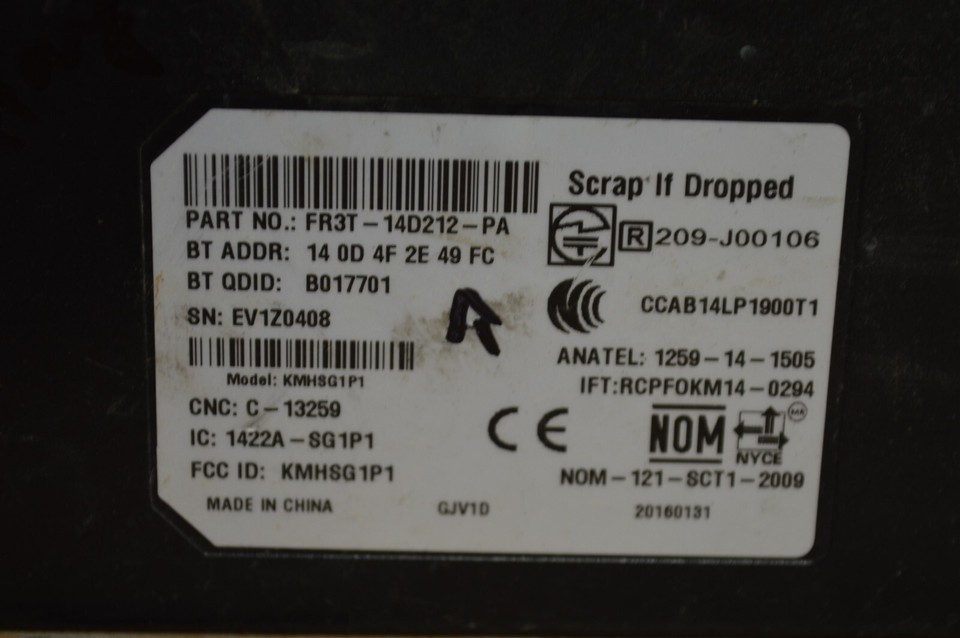 Scrap If Dropped
PART NO.: FR3T-14D212-PA
BT ADDR: 14 0D 4F 2E 49 FC
BT QDID: B017701
SN: EV1Z0408
Model: KMHSG1P1
CNC: C-13259
IC: 1422A-SG1P1
FCC ID: KMHSG1P1
MADE IN CHINA
GJV1D
R 209-J00106
CCAB14LP1900T1
ANATEL: 1259-14-1505
IFT:RCPFOKM14-0294
CE
NOM
NYCE
NOM-121-SCT1-2009
20160131